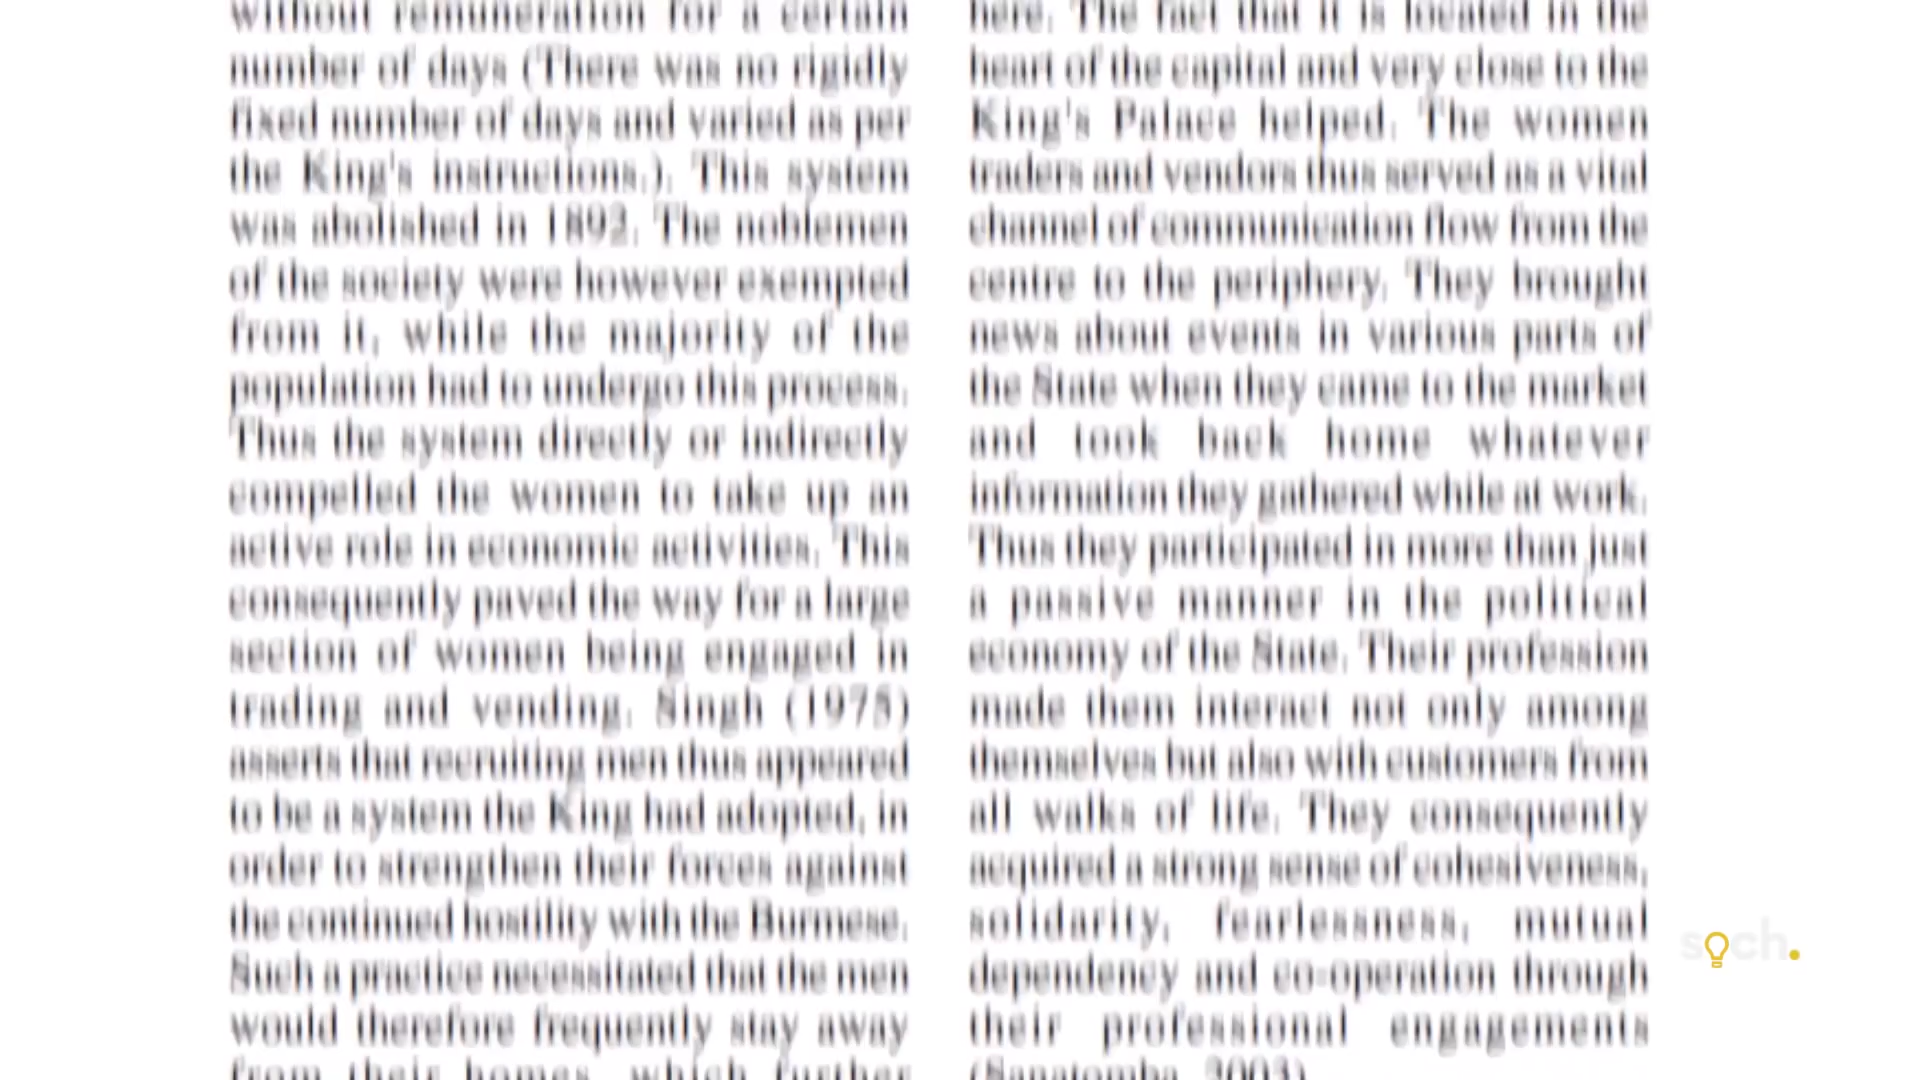 without remuneration for a certain
number of days (There was no rigidly
fixed number of days and varied as per
the King's instructions.). This system
was abolished in 1892. The noblemen
of the society were however exempted
from it, while the majority of the
population had to undergo this process.
Thus the system directly or indirectly
compelled the women to take up an
active role in economic activities. This
consequently paved the way for a large
section of women being engaged in
trading and vending. Singh (1975)
asserts that recruiting men thus appeared
to be a system the King had adopted, in
order to strengthen their forces against
the continued hostility with the Burmese.
Such a practice necessitated that the men
would therefore frequently stay away
from their homes, which further
here. The fact that it is located in the
heart of the capital and very close to the
King's Palace helped. The women
traders and vendors thus served as a vital
channel of communication flow from the
centre to the periphery. They brought
news about events in various parts of
the State when they came to the market
and took back home whatever
information they gathered while at work.
Thus they participated in more than just
a passive manner in the political
economy of the State. Their profession
made them interact not only among
themselves but also with customers from
all walks of life. They consequently
acquired a strong sense of cohesiveness,
solidarity, fearlessness, mutual
dependency and co-operation through
their professional engagements
(Sanatomba, 2003)
soch.